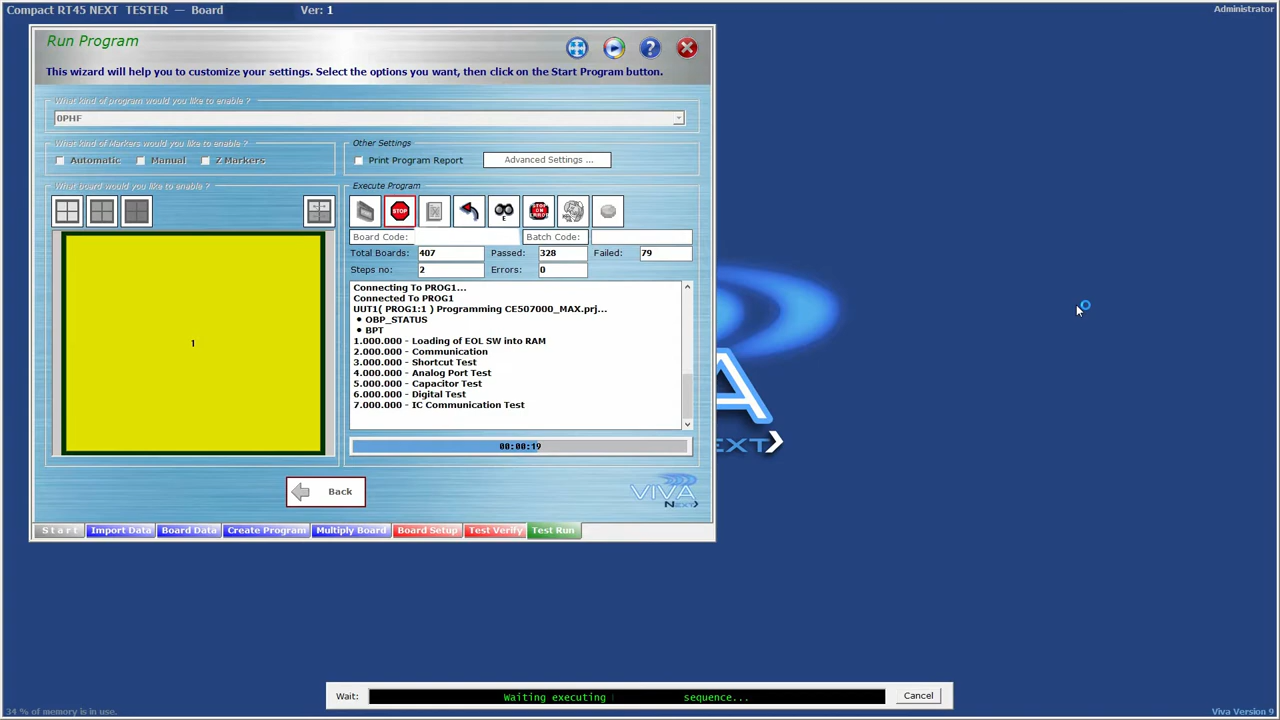 Compact RT45 NEXT TESTER — Board Ver: 1
Administrator
Run Program
This wizard will help you to customize your settings. Select the options you want, then click on the Start Program button.
What kind of program would you like to enable ?
0PHF
What kind of Markers would you like to enable ?
Automatic Manual Z Markers
Other Settings
Print Program Report Advanced Settings ...
What board would you like to enable ?
Execute Program
STOP
E
STOP ON ERROR
Board Code: Batch Code:
Total Boards: 407 Passed: 328 Failed: 79
Steps no: 2 Errors: 0
Connecting To PROG1...
Connected To PROG1
UUT1( PROG1:1 ) Programming CE507000_MAX.prj...
• OBP_STATUS
• BPT
1.000.000 - Loading of EOL SW into RAM
2.000.000 - Communication
3.000.000 - Shortcut Test
4.000.000 - Analog Port Test
5.000.000 - Capacitor Test
6.000.000 - Digital Test
7.000.000 - IC Communication Test
1
00:00:19
Back
VIVA
NEXT
A
EXT
Start Import Data Board Data Create Program Multiply Board Board Setup Test Verify Test Run
Wait: Waiting executing sequence... Cancel
34 % of memory is in use.
Viva Version 9